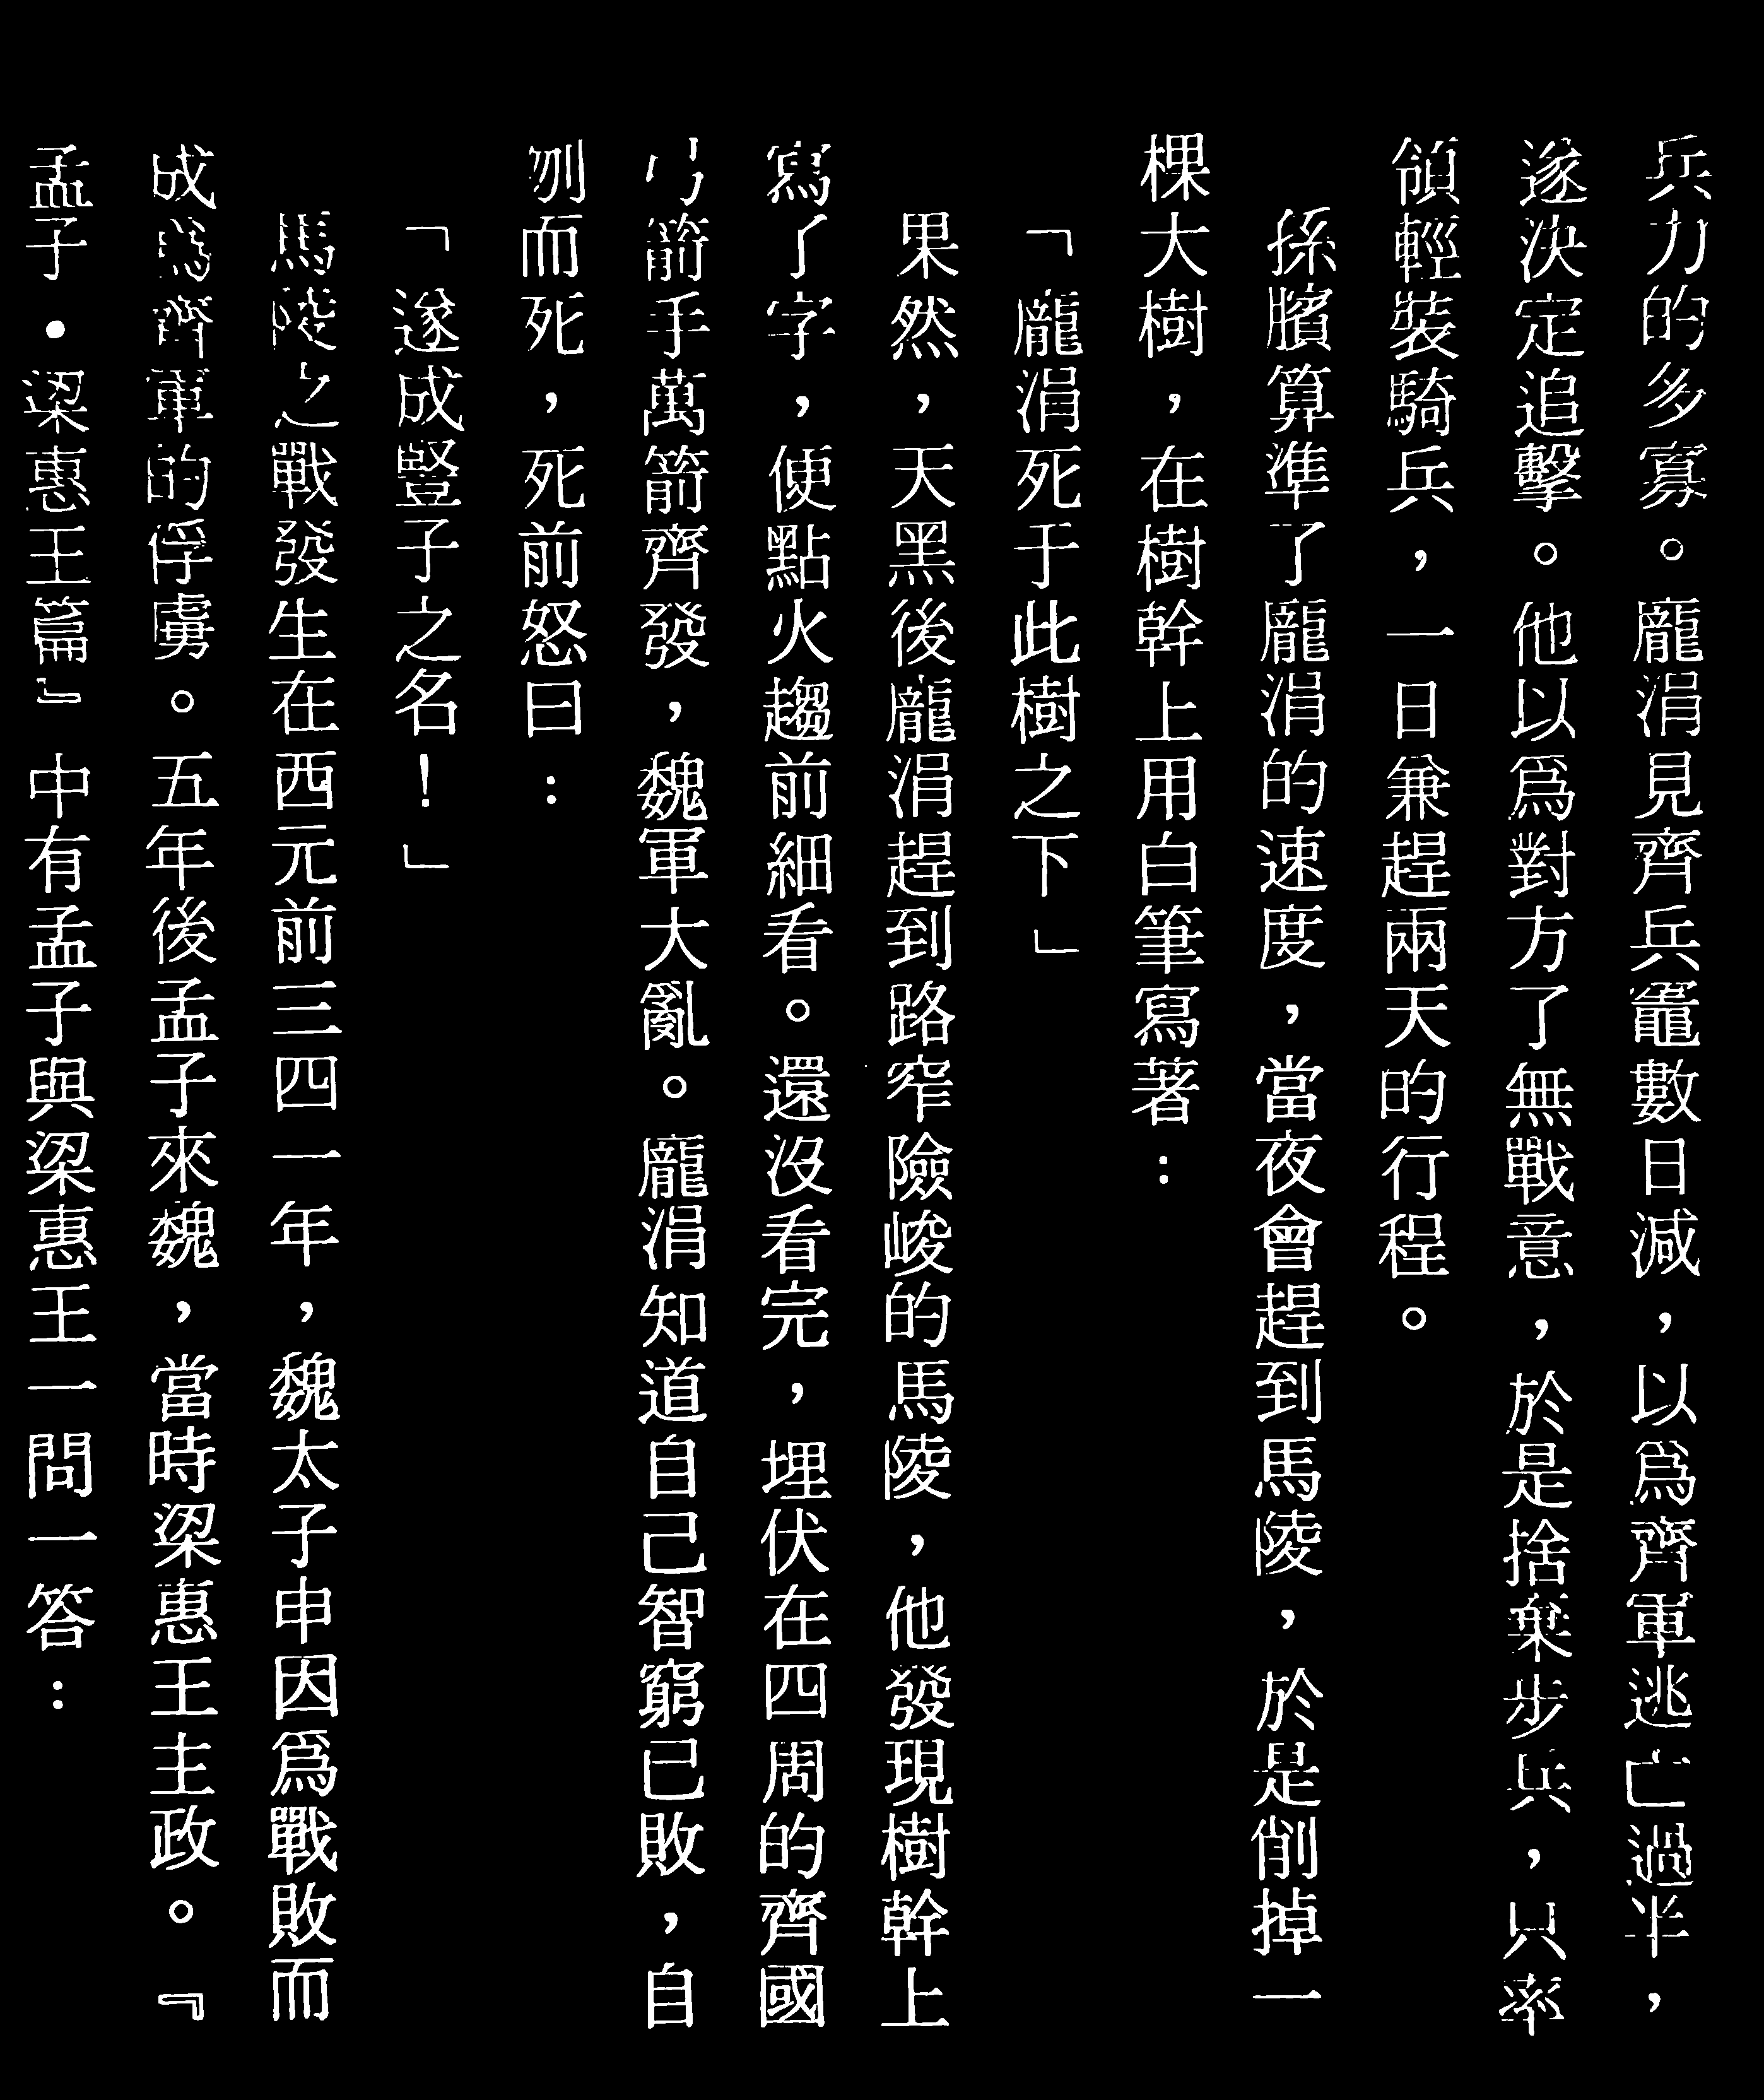 兵力的多寡。龐涓見齊兵竈數日減，以爲齊軍逃亡過半，
遂決定追擊。他以爲對方了無戰意，於是捨棄步兵，只率
領輕裝騎兵，一日兼趕兩天的行程。
孫臏算準了龐涓的速度，當夜會趕到馬陵，於是削掉一
棵大樹，在樹幹上用白筆寫著：
「龐涓死于此樹之下」
果然，天黑後龐涓趕到路窄險峻的馬陵，他發現樹幹上
寫了字，便點火趨前細看。還沒看完，埋伏在四周的齊國
弓箭手萬箭齊發，魏軍大亂。龐涓知道自己智窮已敗，自
刎而死，死前怒曰：
「遂成豎子之名！」
馬陵之戰發生在西元前三四一年，魏太子申因爲戰敗而
成爲齊軍的俘虜。五年後孟子來魏，當時梁惠王主政。『
孟子・梁惠王篇』中有孟子與梁惠王一問一答：